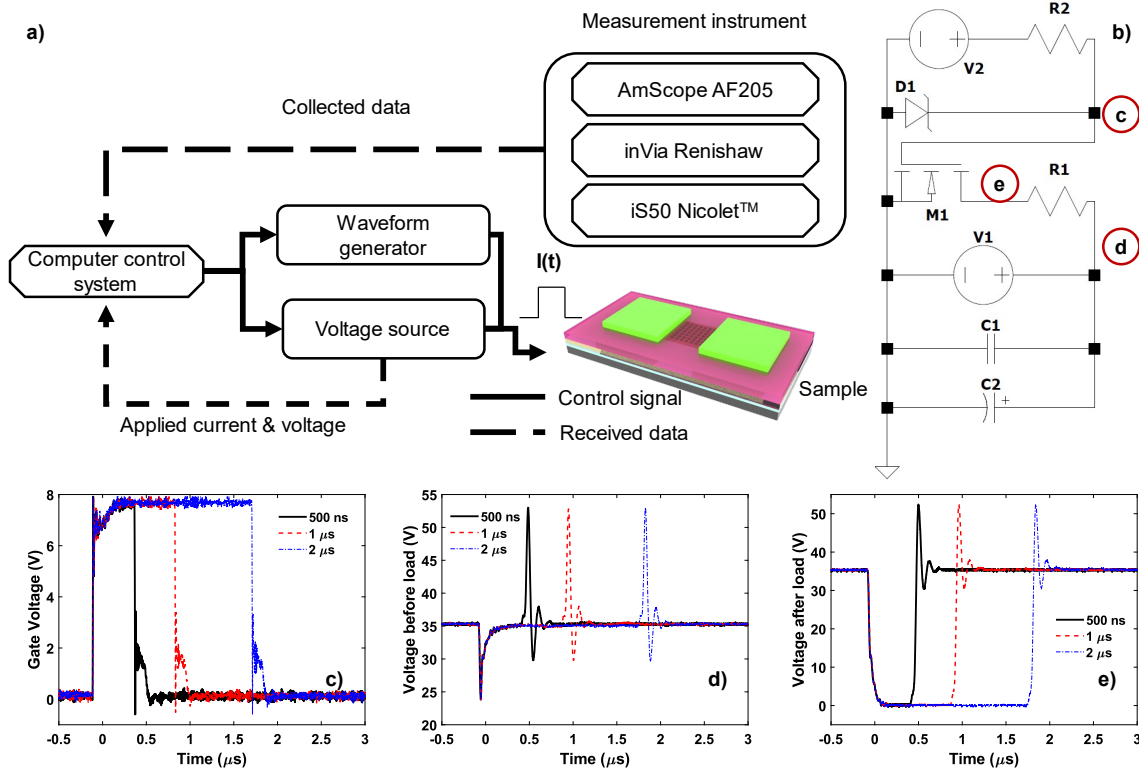 a)
Measurement instrument
AmScope AF205
inVia Renishaw
iS50 Nicolet™
Collected data
Waveform
generator
Computer control
system
Voltage source
I(t)
Sample
Applied current & voltage
Control signal
Received data
b)
R2
V2
D1
c
e
R1
M1
V1
d
C1
C2
Gate Voltage (V)
8
6
4
2
0
500 ns
1 μs
2 μs
c)
-0.5
0
0.5
1
1.5
2
2.5
3
Time (μs)
Voltage before load (V)
55
50
45
40
35
30
25
20
500 ns
1 μs
2 μs
d)
-0.5
0
0.5
1
1.5
2
2.5
3
Time (μs)
Voltage after load (V)
50
40
30
20
10
0
500 ns
1 μs
2 μs
e)
-0.5
0
0.5
1
1.5
2
2.5
3
Time (μs)